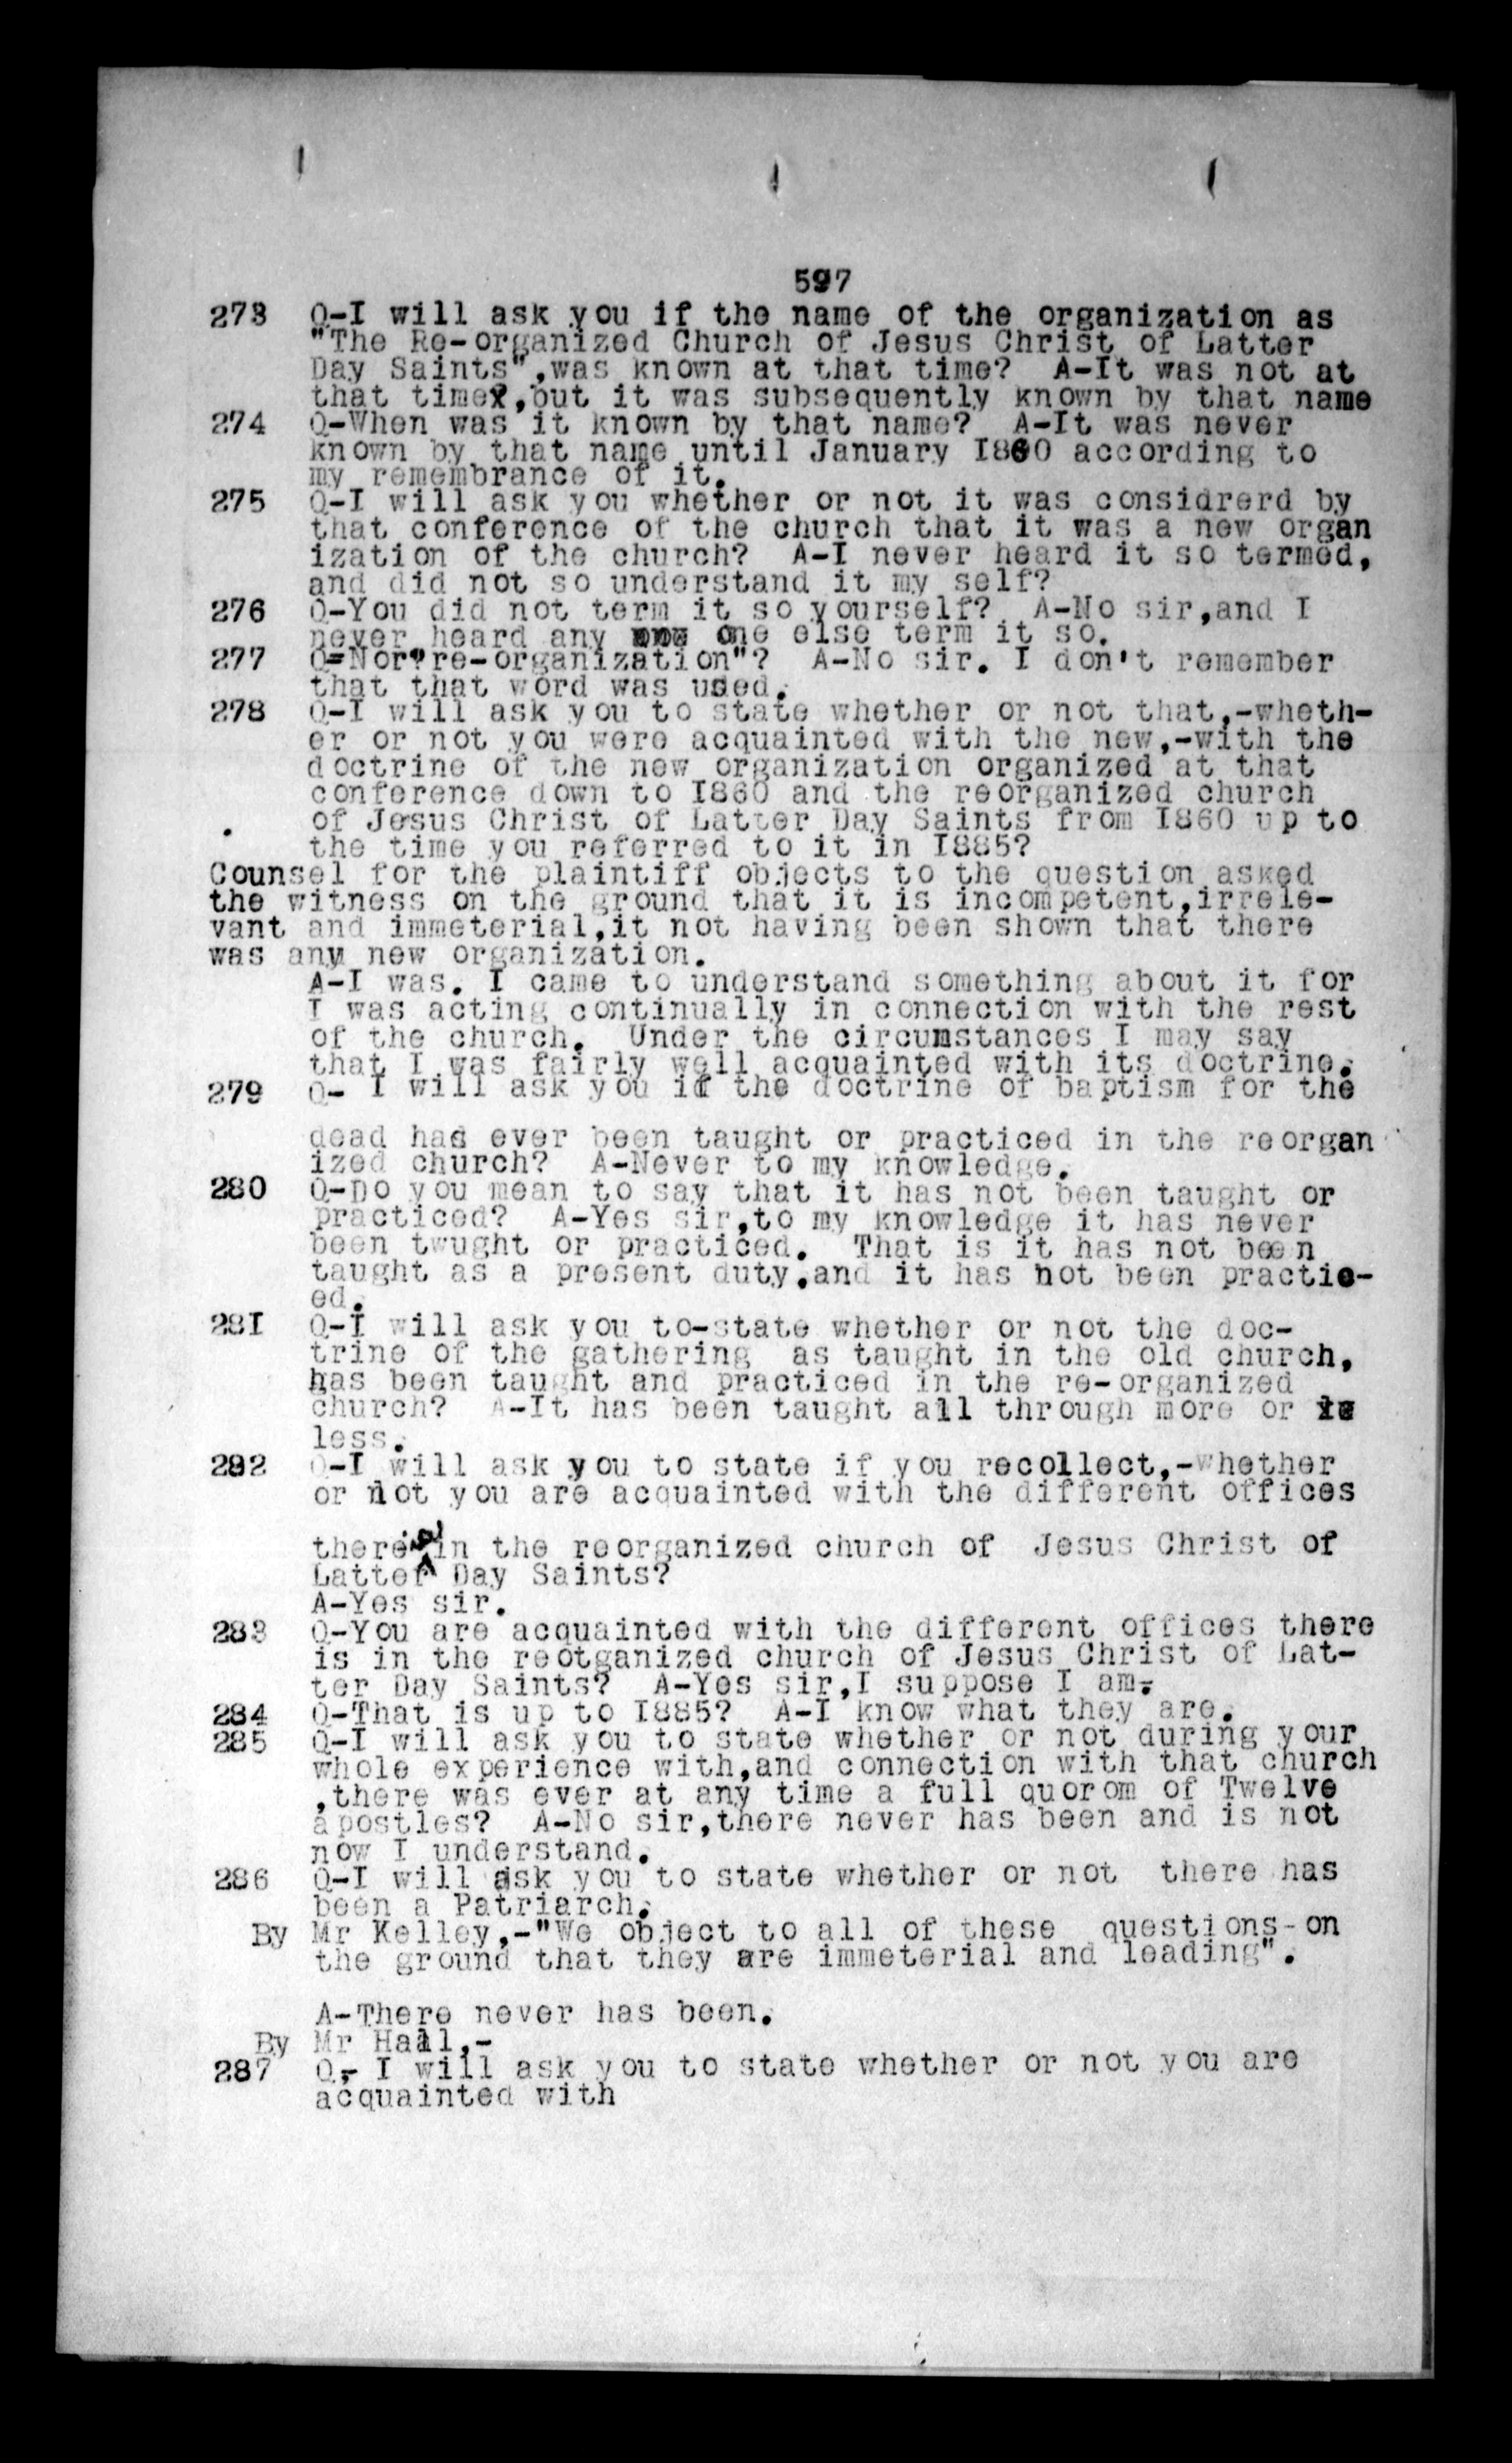 597
273 Q-I will ask you if the name of the organization as
"The Re-organized Church of Jesus Christ of Latter
Day Saints",was known at that time? A-It was not at
that time?,but it was subsequently known by that name
274 Q-When was it known by that name? A-It was never
known by that name until January I860 according to
my remembrance of it.
275 Q-I will ask you whether or not it was considrerd by
that conference of the church that it was a new organ
ization of the church? A-I never heard it so termed,
and did not so understand it my self?
276 Q-You did not term it so yourself? A-No sir,and I
never heard any one else term it so.
277 Q=Nor"re-organization"? A-No sir. I don't remember
that that word was used.
278 Q-I will ask you to state whether or not that,-wheth-
er or not you were acquainted with the new,-with the
doctrine of the new organization organized at that
conference down to I860 and the reorganized church
of Jesus Christ of Latter Day Saints from I860 up to
the time you referred to it in I885?
Counsel for the plaintiff objects to the question asked
the witness on the ground that it is incompetent,irrele-
vant and immeterial,it not having been shown that there
was any new organization.
A-I was. I came to understand something about it for
I was acting continually in connection with the rest
of the church. Under the circumstances I may say
that I was fairly well acquainted with its doctrine.
279 Q- I will ask you if the doctrine of baptism for the
dead has ever been taught or practiced in the reorgan
ized church? A-Never to my knowledge.
280 Q-Do you mean to say that it has not been taught or
practiced? A-Yes sir,to my knowledge it has never
been twught or practiced. That is it has not been
taught as a present duty.and it has not been practic-
ed.
28I Q-I will ask you to-state whether or not the doc-
trine of the gathering as taught in the old church,
has been taught and practiced in the re-organized
church? A-It has been taught all through more or
less.
282 Q-I will ask you to state if you recollect,-whether
or not you are acquainted with the different offices
there is in the reorganized church of Jesus Christ of
Latter Day Saints?
A-Yes sir.
283 Q-You are acquainted with the different offices there
is in the reotganized church of Jesus Christ of Lat-
ter Day Saints? A-Yes sir,I suppose I am.
284 Q-That is up to I885? A-I know what they are.
285 Q-I will ask you to state whether or not during your
whole experience with,and connection with that church
,there was ever at any time a full quorom of Twelve
apostles? A-No sir,there never has been and is not
now I understand.
286 Q-I will ask you to state whether or not there has
been a Patriarch.
By Mr Kelley,-"We object to all of these questions-on
the ground that they are immeterial and leading".
A-There never has been.
By Mr Hall,-
287 Q,- I will ask you to state whether or not you are
acquainted with